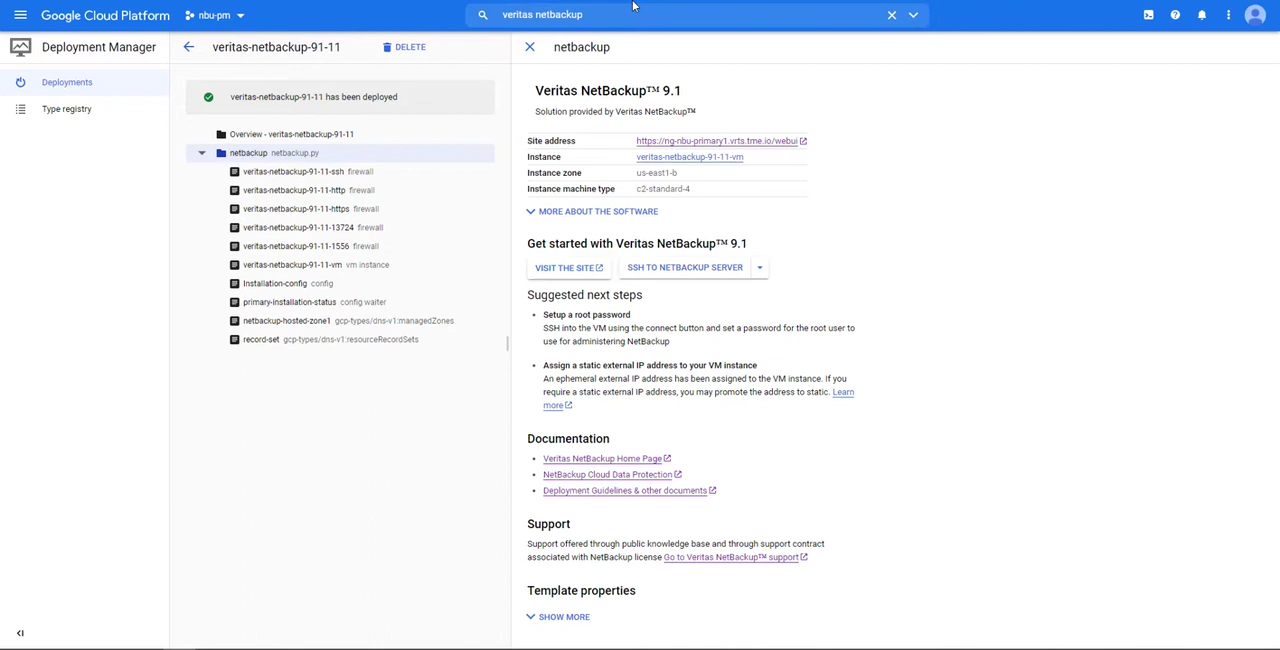 Google Cloud Platform
nbu-pm
veritas netbackup
Deployment Manager
veritas-netbackup-91-11
DELETE
netbackup
Deployments
Type registry
veritas-netbackup-91-11 has been deployed
Overview - veritas-netbackup-91-11
netbackup netbackup.py
veritas-netbackup-91-11-ssh firewall
veritas-netbackup-91-11-http firewall
veritas-netbackup-91-11-https firewall
veritas-netbackup-91-11-13724 firewall
veritas-netbackup-91-11-1556 firewall
veritas-netbackup-91-11-vm vm instance
Installation-config config
primary-installation-status config waiter
netbackup-hosted-zone1 gcp-types/dns-v1:managedZones
record-set gcp-types/dns-v1:resourceRecordSets
Veritas NetBackup™ 9.1
Solution provided by Veritas NetBackup™
Site address https://ng-nbu-primary1.vrts.tme.io/webui
Instance veritas-netbackup-91-11-vm
Instance zone us-east1-b
Instance machine type c2-standard-4
MORE ABOUT THE SOFTWARE
Get started with Veritas NetBackup™ 9.1
VISIT THE SITE
SSH TO NETBACKUP SERVER
Suggested next steps
• Setup a root password
SSH into the VM using the connect button and set a password for the root user to
use for administering NetBackup
• Assign a static external IP address to your VM instance
An ephemeral external IP address has been assigned to the VM instance. If you
require a static external IP address, you may promote the address to static. Learn
more
Documentation
• Veritas NetBackup Home Page
• NetBackup Cloud Data Protection
• Deployment Guidelines & other documents
Support
Support offered through public knowledge base and through support contract
associated with NetBackup license Go to Veritas NetBackup™ support
Template properties
SHOW MORE